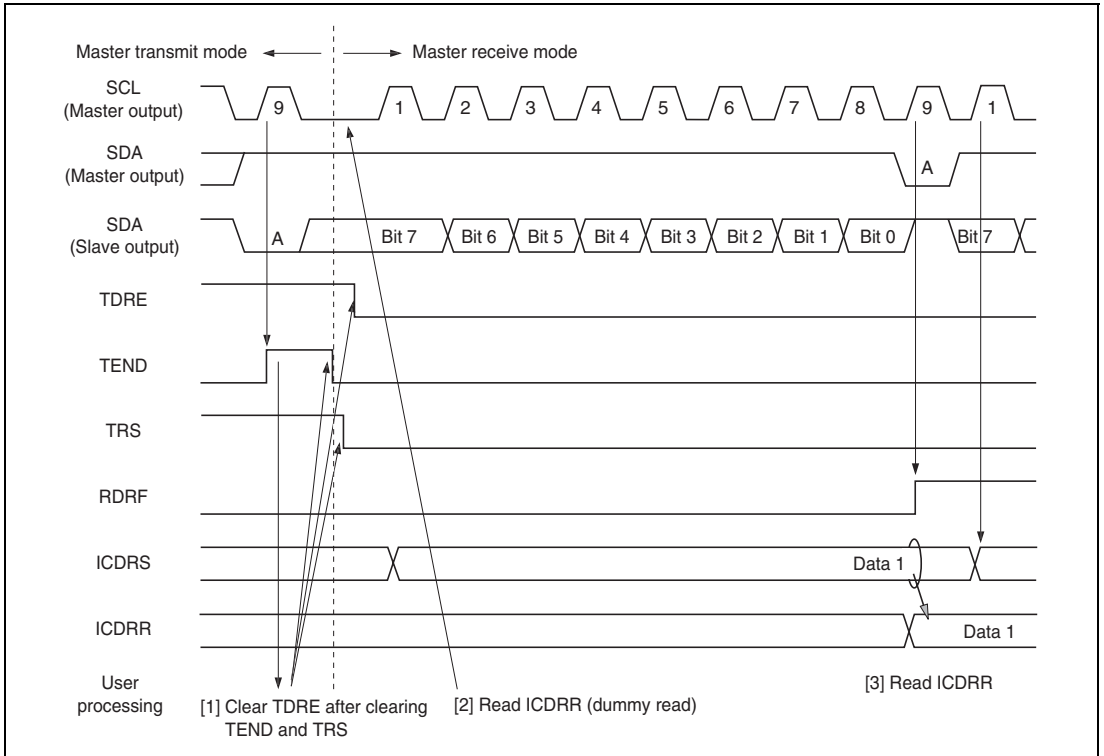 Master transmit mode
Master receive mode
SCL
(Master output)
9 1 2 3 4 5 6 7 8 9 1
SDA
(Master output)
A
SDA
(Slave output)
A Bit 7 Bit 6 Bit 5 Bit 4 Bit 3 Bit 2 Bit 1 Bit 0 Bit 7
TDRE
TEND
TRS
RDRF
ICDRS
Data 1
ICDRR
Data 1
User
processing
[1] Clear TDRE after clearing
TEND and TRS
[2] Read ICDRR (dummy read)
[3] Read ICDRR